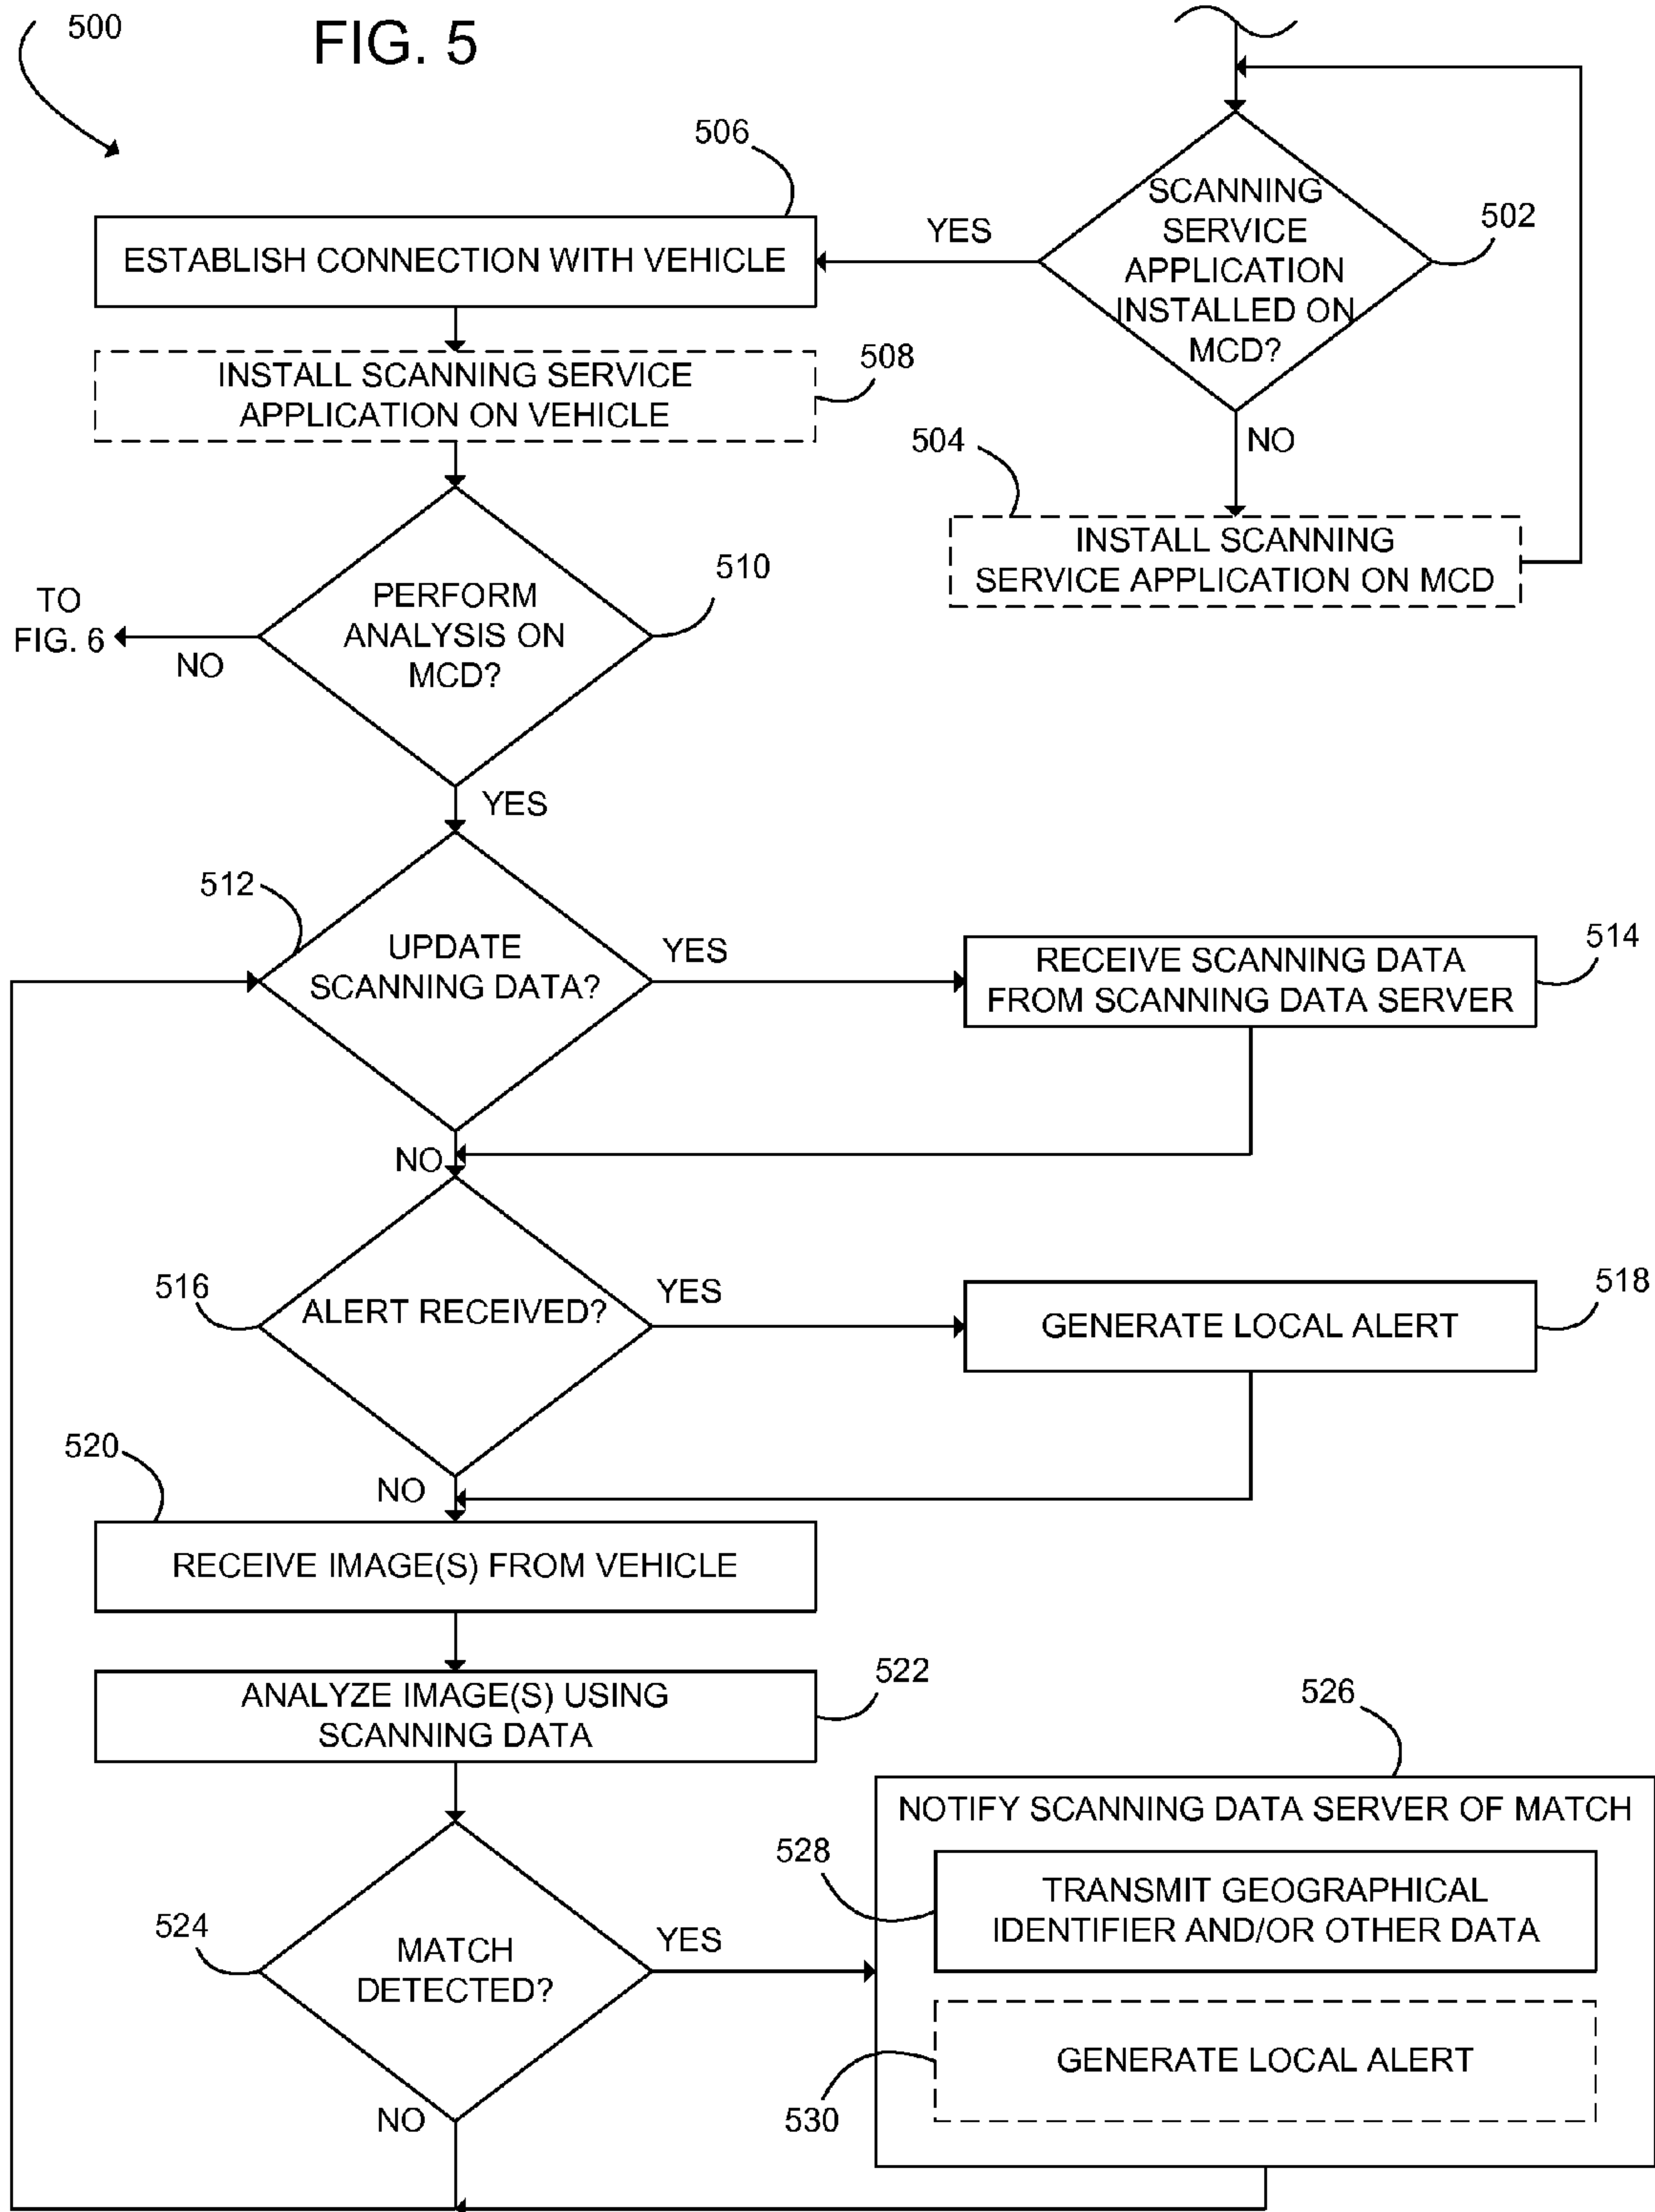 500
FIG. 5
506
SCANNING
SERVICE
APPLICATION
INSTALLED ON
MCD?
502
YES
ESTABLISH CONNECTION WITH VEHICLE
INSTALL SCANNING SERVICE
APPLICATION ON VEHICLE
508
504
NO
INSTALL SCANNING
SERVICE APPLICATION ON MCD
PERFORM
ANALYSIS ON
MCD?
510
TO
FIG. 6
NO
YES
512
UPDATE
SCANNING DATA?
YES
RECEIVE SCANNING DATA
FROM SCANNING DATA SERVER
514
NO
516
ALERT RECEIVED?
YES
GENERATE LOCAL ALERT
518
520
NO
RECEIVE IMAGE(S) FROM VEHICLE
ANALYZE IMAGE(S) USING
SCANNING DATA
522
526
NOTIFY SCANNING DATA SERVER OF MATCH
528
TRANSMIT GEOGRAPHICAL
IDENTIFIER AND/OR OTHER DATA
524
MATCH
DETECTED?
YES
GENERATE LOCAL ALERT
530
NO